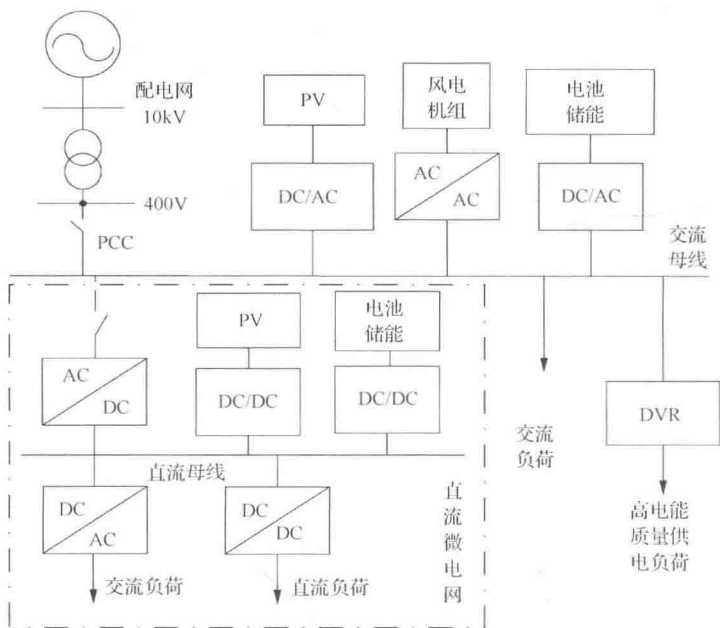 配电网
10kV
400V
PCC
PV
DC/AC
风电
机组
AC
AC
电池
储能
DC/AC
交流
母线
AC
DC
PV
DC/DC
电池
储能
DC/DC
直流母线
DC
AC
交流负荷
DC
DC
直流负荷
直
流
微
电
网
交流
负荷
DVR
高电能
质量供
电负荷